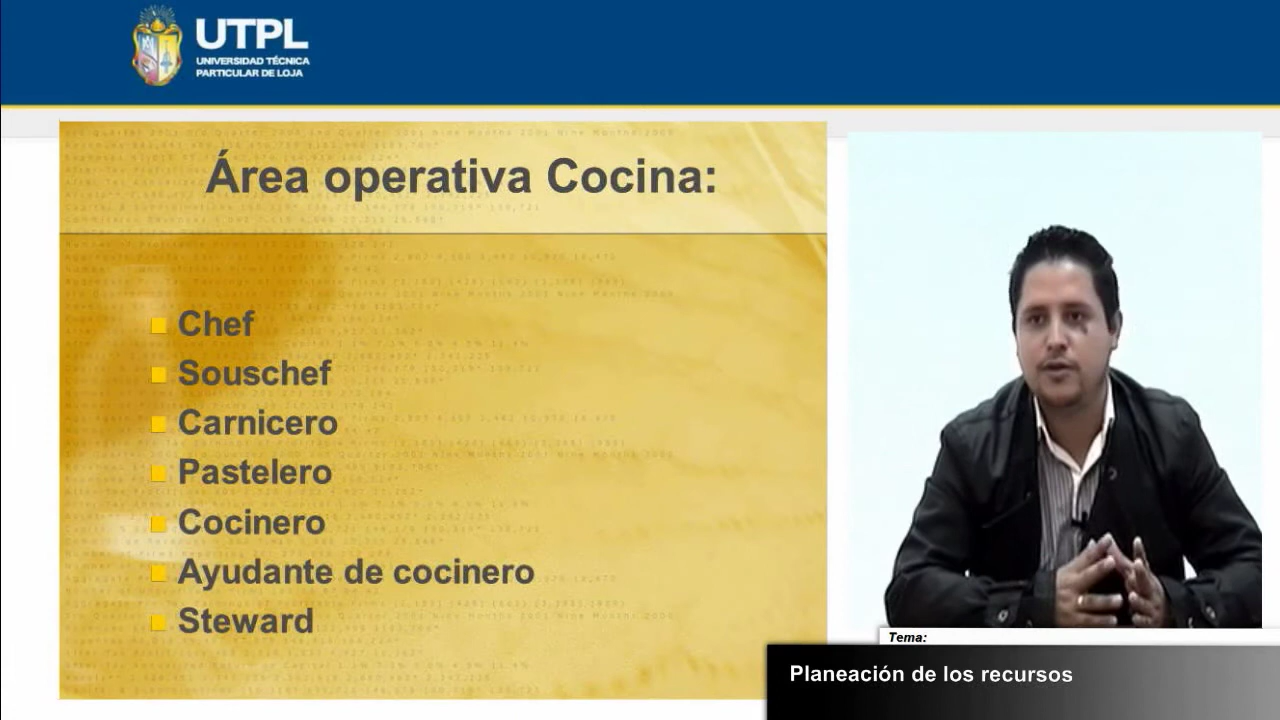 UTPL
UNIVERSIDAD TÉCNICA
PARTICULAR DE LOJA
Área operativa Cocina:
Chef
Souschef
Carnicero
Pastelero
Cocinero
Ayudante de cocinero
Steward
Tema:
Planeación de los recursos